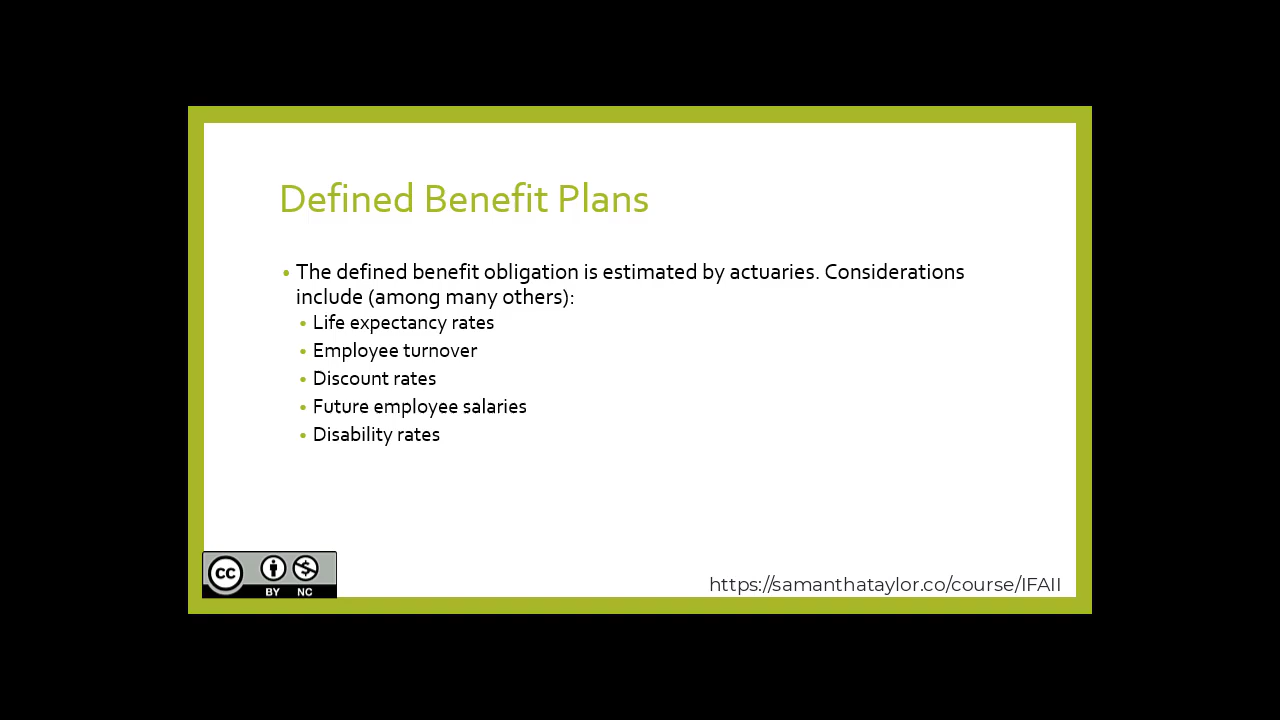 Defined Benefit Plans
• The defined benefit obligation is estimated by actuaries. Considerations
include (among many others):
• Life expectancy rates
• Employee turnover
• Discount rates
• Future employee salaries
• Disability rates
cc
BY NC
https://samanthataylor.co/course/IFAII